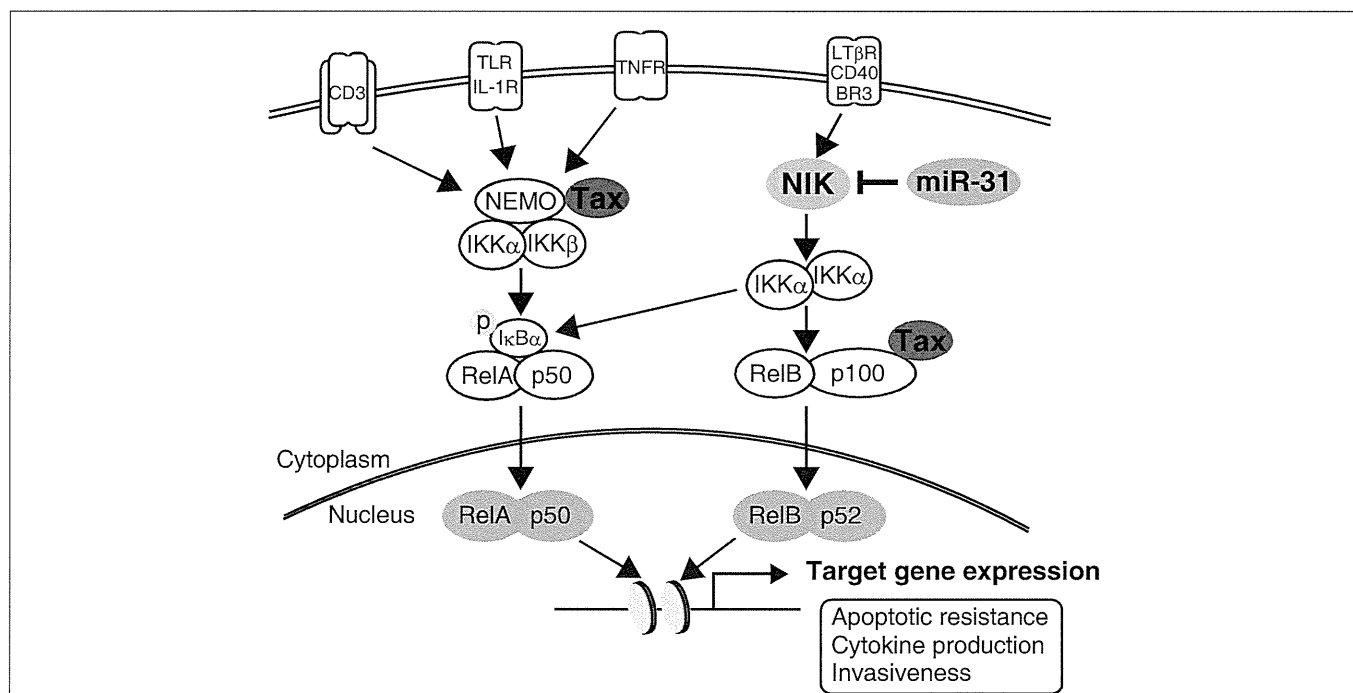 CD3
TLR
IL-1R
TNFR
LTβR
CD40
BR3
NEMO
Tax
NIK
miR-31
IKKα
IKKβ
IKKα
IKKα
p
IκBα
RelA
p50
RelB
p100
Tax
Cytoplasm
Nucleus
RelA
p50
RelB
p52
Target gene expression
Apoptotic resistance
Cytokine production
Invasiveness